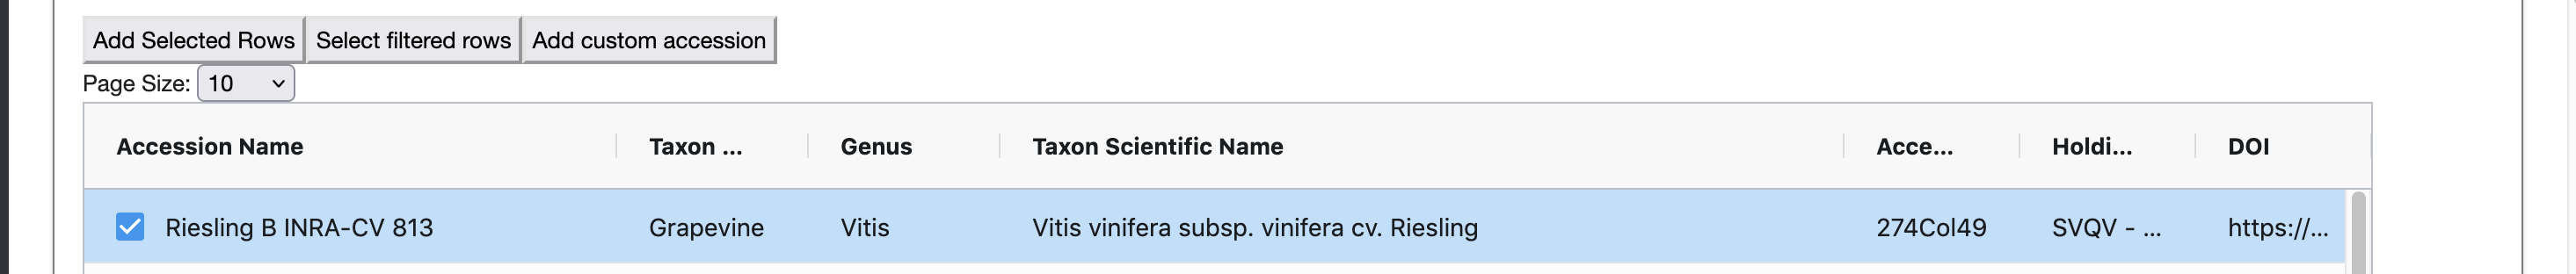 Add Selected Rows Select filtered rows Add custom accession
Page Size: 10
Accession Name Taxon ... Genus Taxon Scientific Name Acce... Holdi... DOI
Riesling B INRA-CV 813 Grapevine Vitis Vitis vinifera subsp. vinifera cv. Riesling 274Col49 SVQV - ... https://...